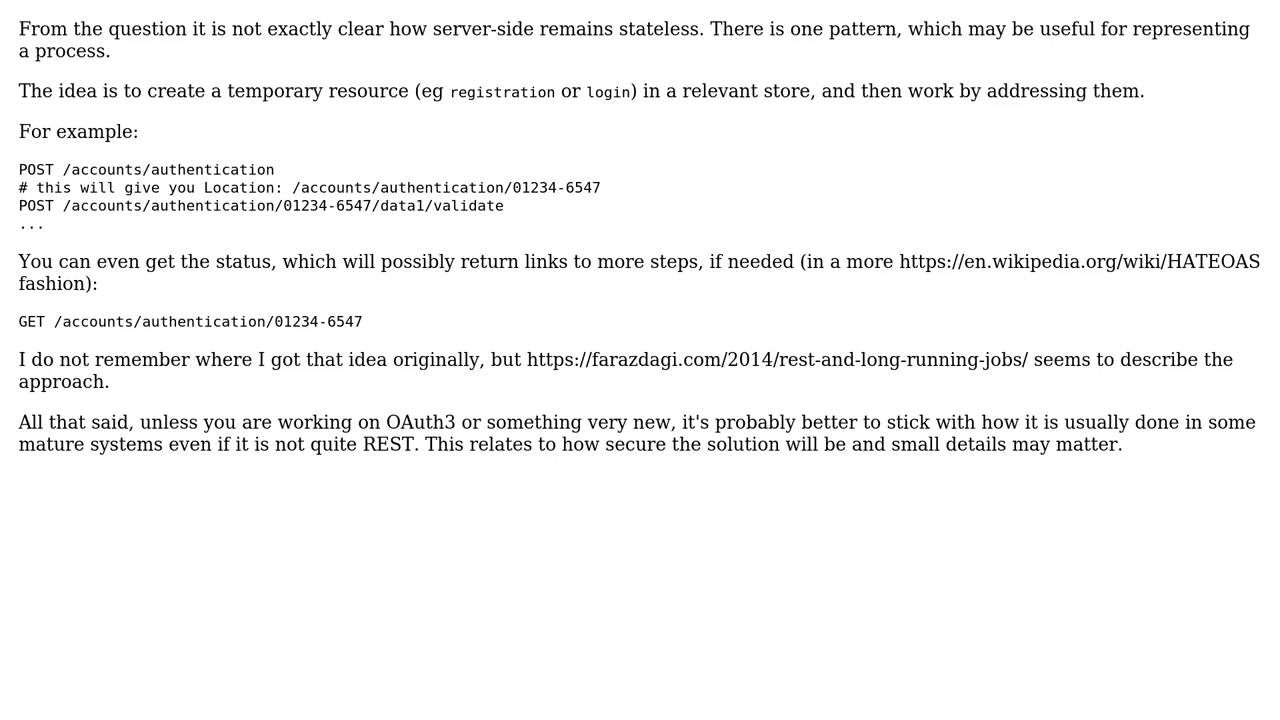 From the question it is not exactly clear how server-side remains stateless. There is one pattern, which may be useful for representing
a process.
The idea is to create a temporary resource (eg registration or login) in a relevant store, and then work by addressing them.
For example:
POST /accounts/authentication
# this will give you Location: /accounts/authentication/01234-6547
POST /accounts/authentication/01234-6547/data1/validate
...
You can even get the status, which will possibly return links to more steps, if needed (in a more https://en.wikipedia.org/wiki/HATEOAS
fashion):
GET /accounts/authentication/01234-6547
I do not remember where I got that idea originally, but https://farazdagi.com/2014/rest-and-long-running-jobs/ seems to describe the
approach.
All that said, unless you are working on OAuth3 or something very new, it's probably better to stick with how it is usually done in some
mature systems even if it is not quite REST. This relates to how secure the solution will be and small details may matter.